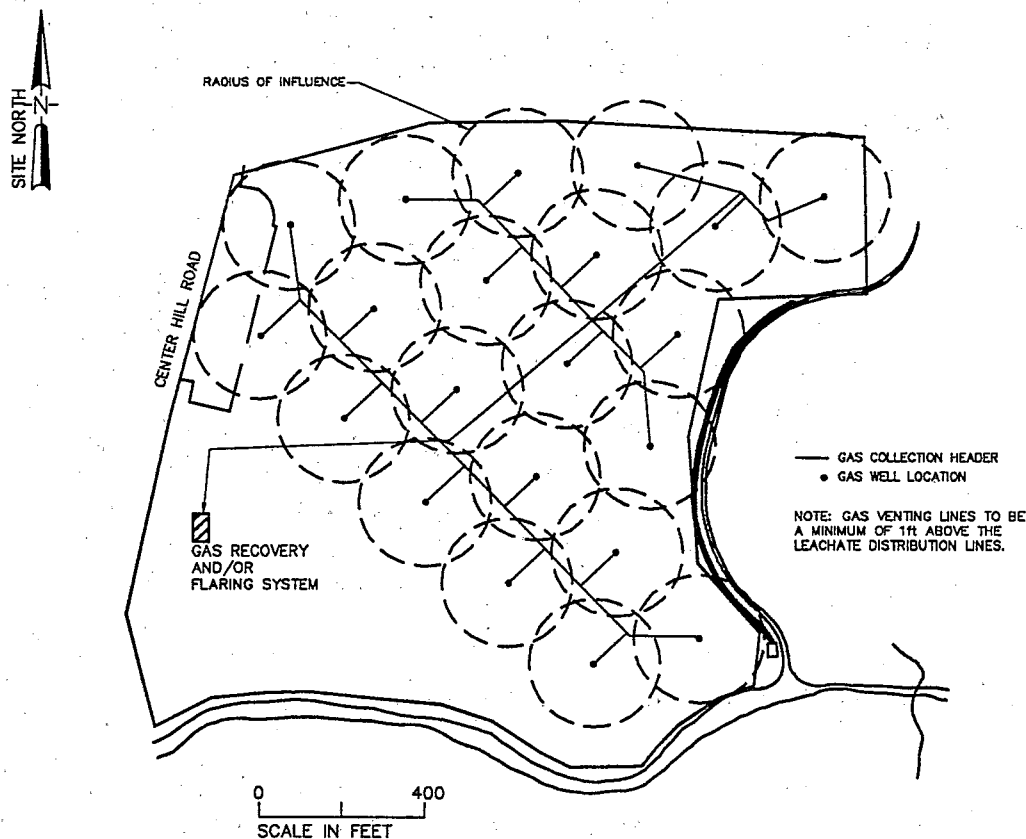 SITE NORTH
N
RADIUS OF INFLUENCE
CENTER HILL ROAD
GAS COLLECTION HEADER
GAS WELL LOCATION
NOTE: GAS VENTING LINES TO BE
A MINIMUM OF 1ft ABOVE THE
LEACHATE DISTRIBUTION LINES.
GAS RECOVERY
AND/OR
FLARING SYSTEM
0 400
SCALE IN FEET